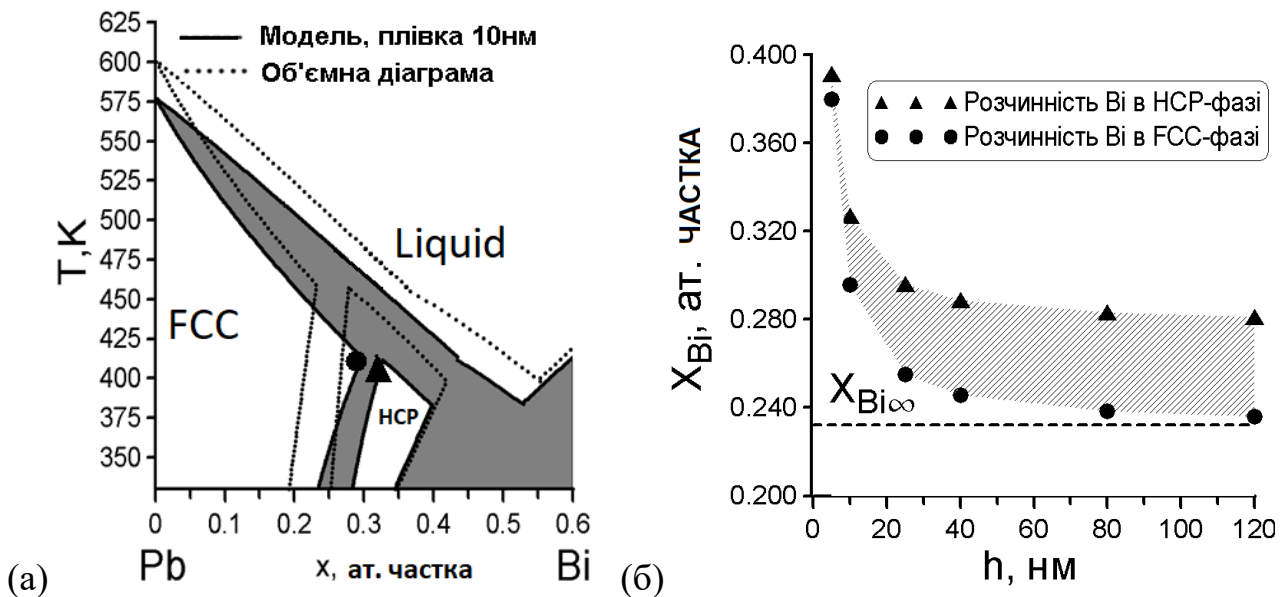 625
600
575
550
525
500
475
450
425
400
375
350
T,K
Модель, плівка 10нм
Об'ємна діаграма
Liquid
FCC
HCP
0 0.1 0.2 0.3 0.4 0.5 0.6
Pb х, ат. частка Bi
(а)
0.400
0.360
0.320
0.280
0.240
0.200
X_Bi, ат. ЧАСТКА
▲ ▲ ▲ Розчинність Ві в HCP-фазі
● ● ● Розчинність Ві в FCC-фазі
X_Bi∞
0 20 40 60 80 100 120
h, нм
(б)